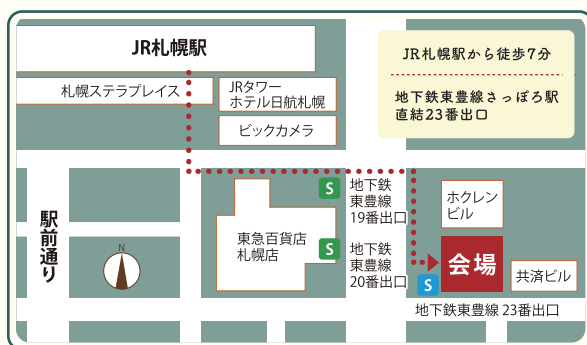 JR札幌駅
JR札幌駅から徒歩7分
地下鉄東豊線さっぽろ駅
直結23番出口
札幌ステラプレイス
JRタワー
ホテル日航札幌
ビックカメラ
駅前通り
N
東急百貨店
札幌店
S
地下鉄
東豊線
19番出口
S
地下鉄
東豊線
20番出口
ホクレン
ビル
会場
S
共済ビル
地下鉄東豊線 23番出口